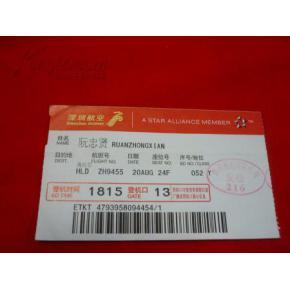 深圳航空
Shenzhen Airlines
A STAR ALLIANCE MEMBER
姓名
NAME
阮忠贤 RUANZHONGXIAN
目的地 航班号 日期 座位号 序号/舱位
DEST. FLIGHT NO. DATE SEAT NO SEQ NO./CLASS
HLD ZH9455 20AUG 24F 052 Y
登机时间 1815 登机口 13
BD TIME GATE
216
ETKT 4793958094454/1